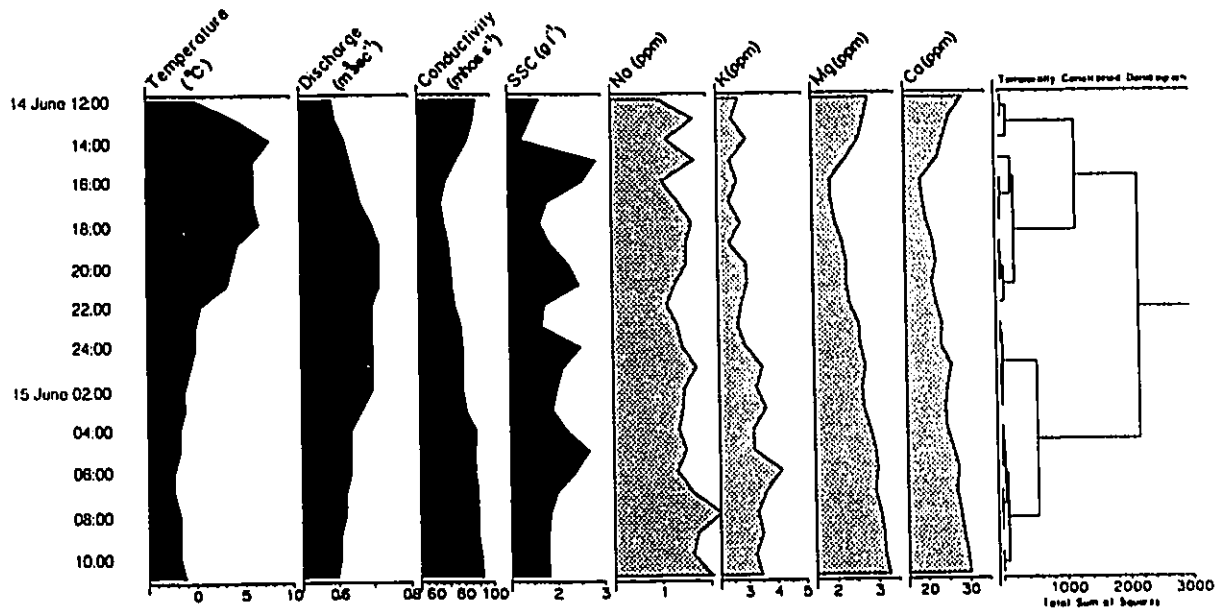 Temperature (°C)
Discharge (m³sec⁻¹)
Conductivity (mhos s⁻¹)
SSC (g l⁻¹)
Na (ppm)
K(ppm)
Mg(ppm)
Ca(ppm)
Temporally Constrained Dendrogram
14 June 12:00
14:00
16:00
18:00
20:00
22:00
24:00
15 June 02:00
04:00
06:00
08:00
10:00
0 5 10
0.6 0.8
60 80 100
2 3
1
3 4 5
2 3
20 30
1000 2000 3000
Total Sum of Squares